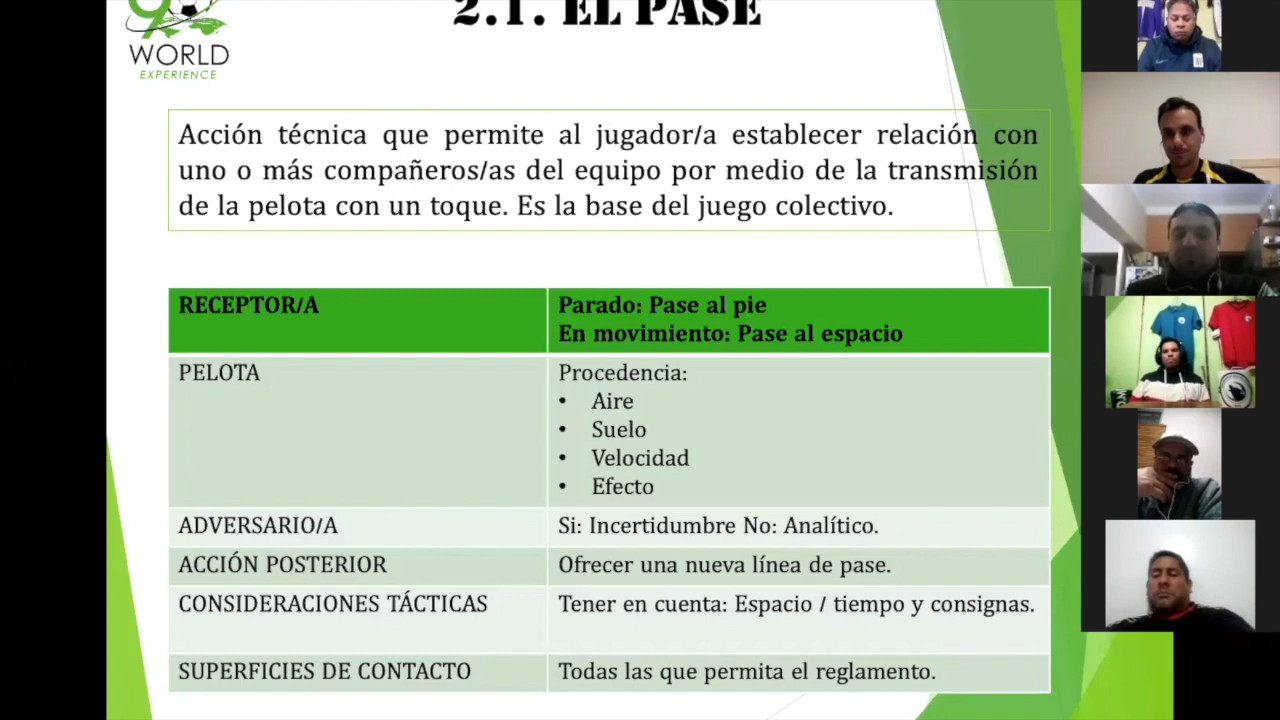 2.1. EL PASE
WORLD
EXPERIENCE
Acción técnica que permite al jugador/a establecer relación con
uno o más compañeros/as del equipo por medio de la transmisión
de la pelota con un toque. Es la base del juego colectivo.
RECEPTOR/A
Parado: Pase al pie
En movimiento: Pase al espacio
PELOTA
Procedencia:
• Aire
• Suelo
• Velocidad
• Efecto
ADVERSARIO/A
Si: Incertidumbre No: Analítico.
ACCIÓN POSTERIOR
Ofrecer una nueva línea de pase.
CONSIDERACIONES TÁCTICAS
Tener en cuenta: Espacio / tiempo y consignas.
SUPERFICIES DE CONTACTO
Todas las que permita el reglamento.